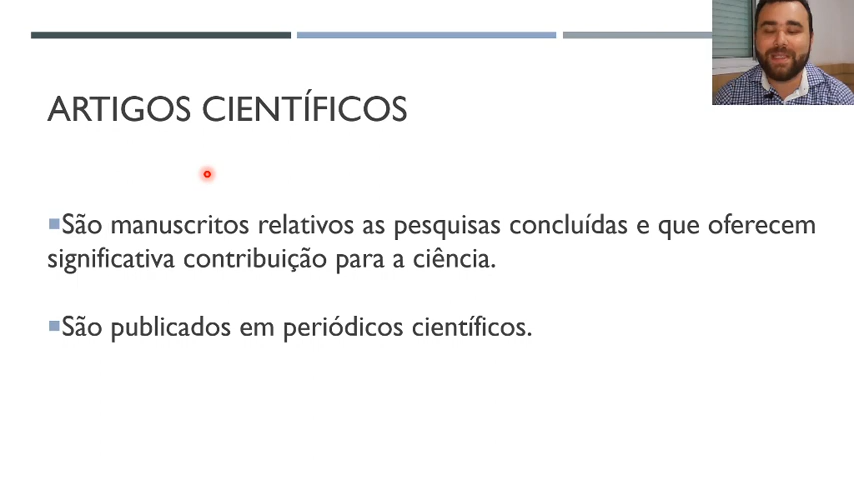 ARTIGOS CIENTÍFICOS
São manuscritos relativos as pesquisas concluídas e que oferecem
significativa contribuição para a ciência.
São publicados em periódicos científicos.